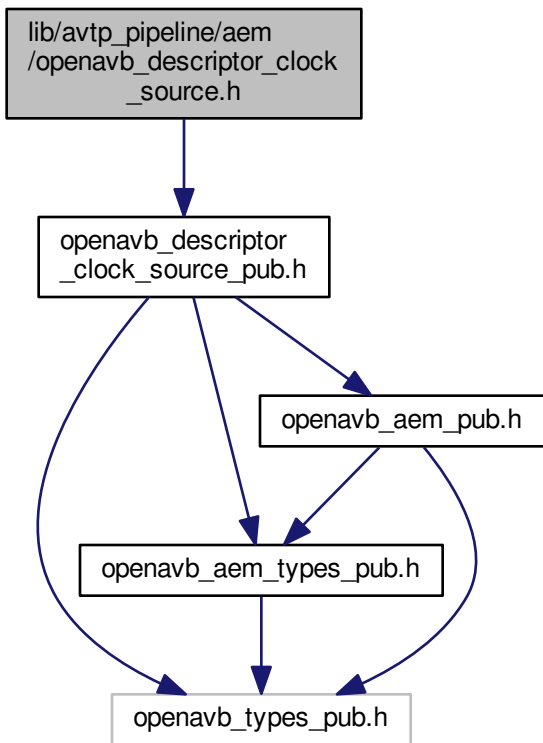 lib/avtp_pipeline/aem
/openavb_descriptor_clock
_source.h
openavb_descriptor
_clock_source_pub.h
openavb_aem_pub.h
openavb_aem_types_pub.h
openavb_types_pub.h